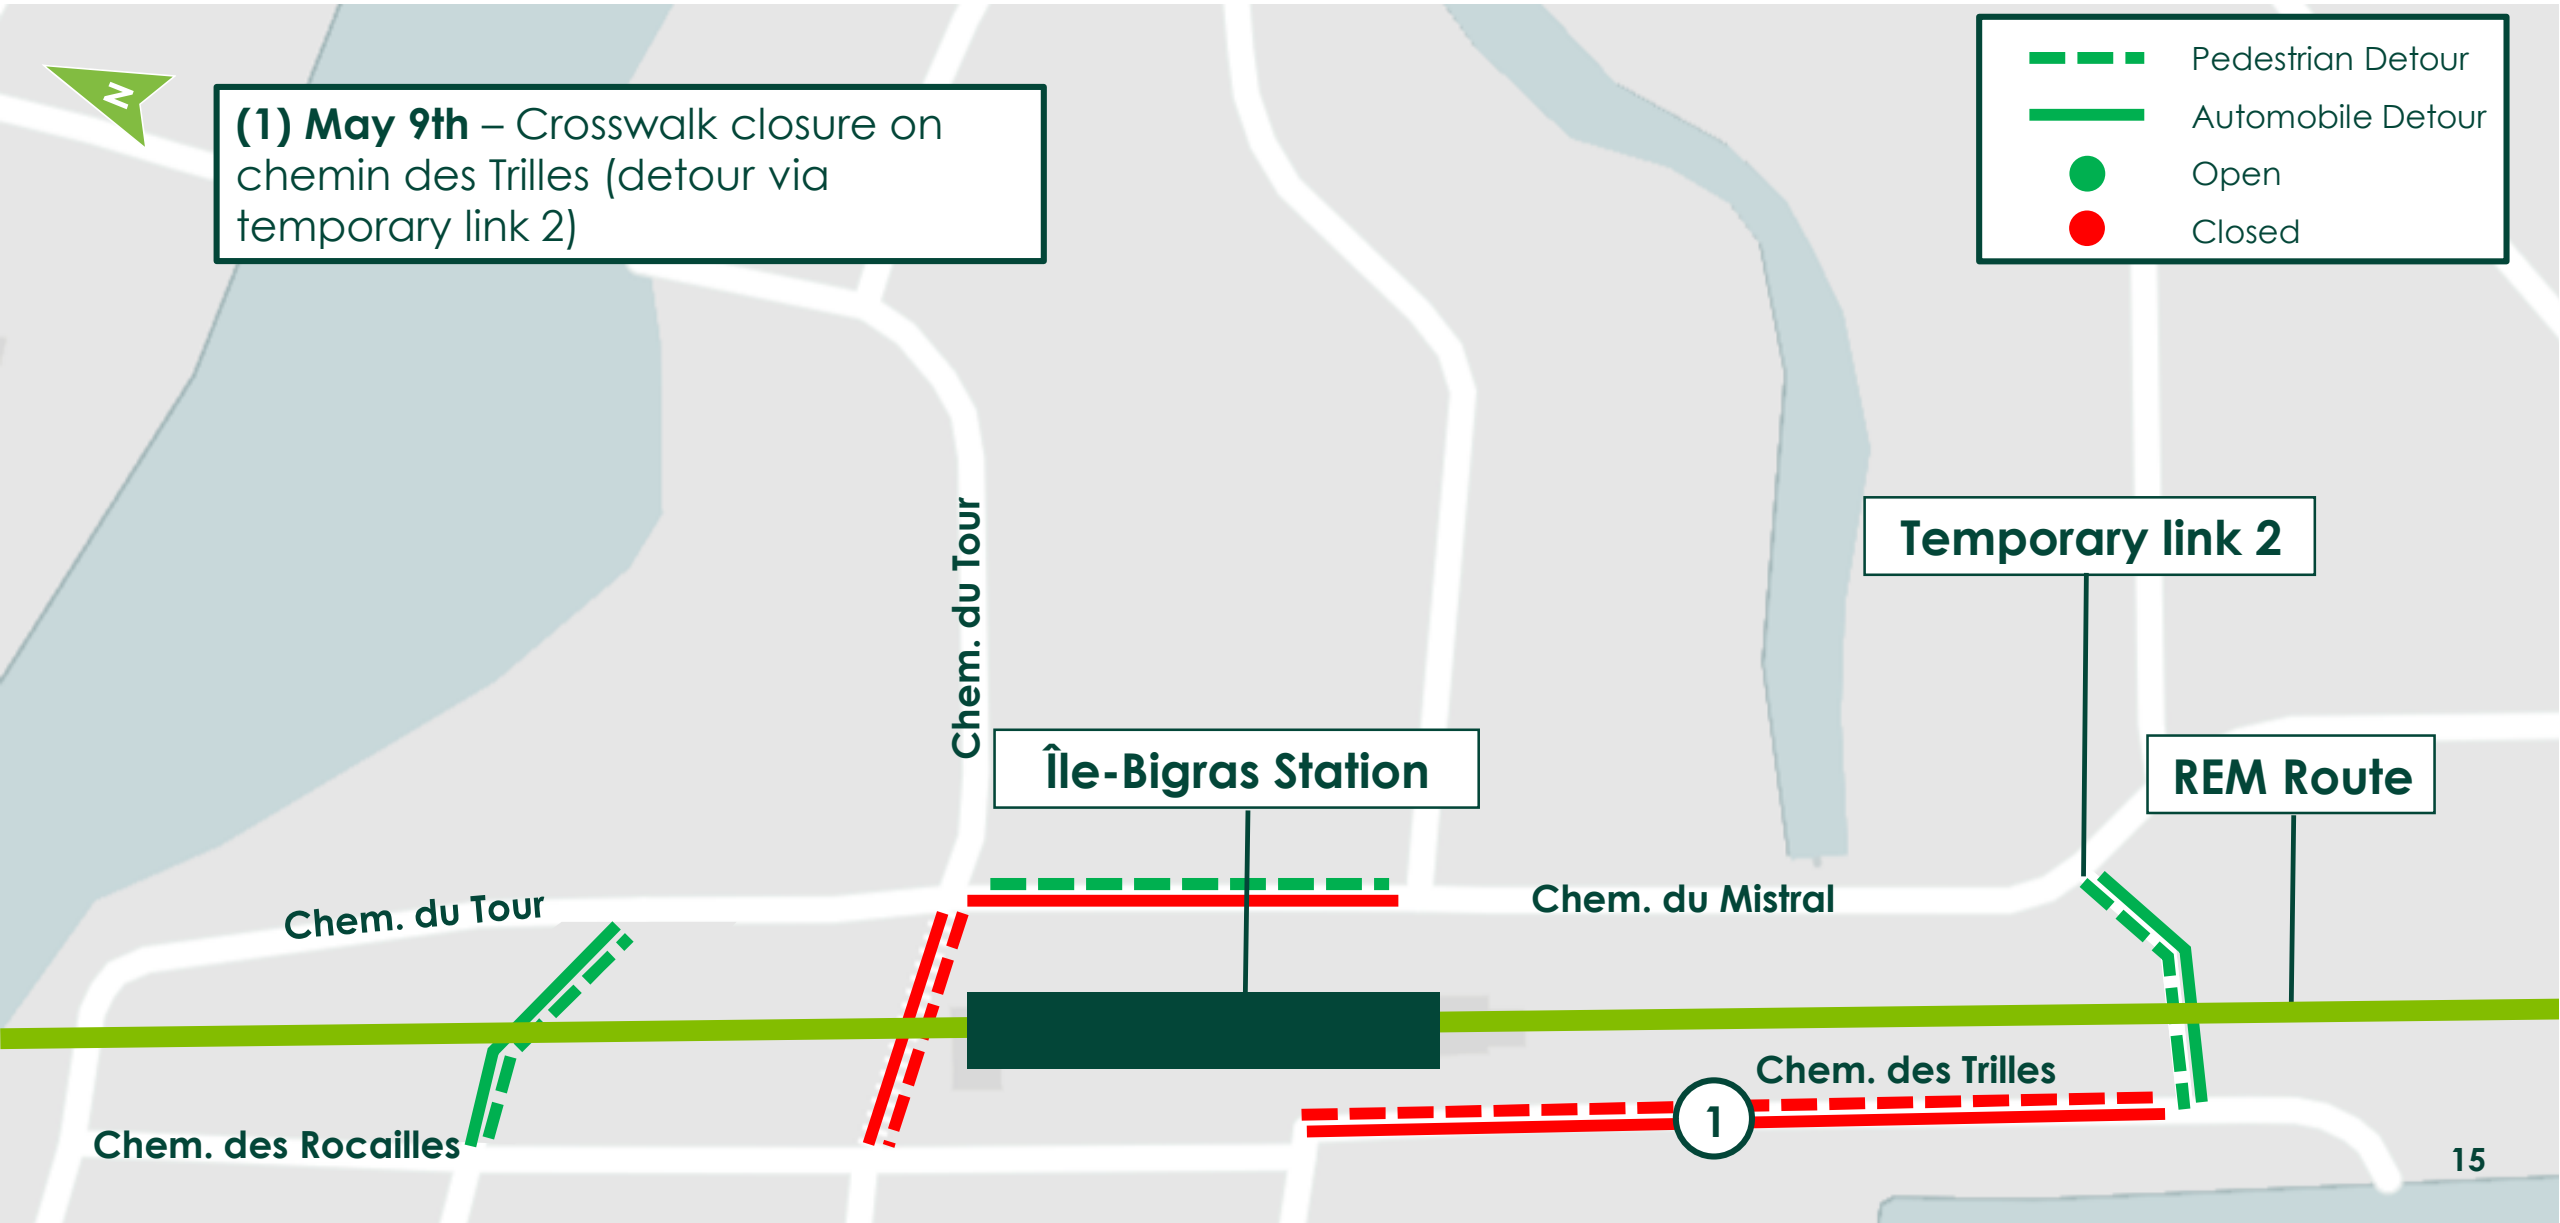 N
(1) May 9th – Crosswalk closure on
chemin des Trilles (detour via
temporary link 2)
Pedestrian Detour
Automobile Detour
Open
Closed
Chem. du Tour
Temporary link 2
Île-Bigras Station
REM Route
Chem. du Tour
Chem. du Mistral
Chem. des Trilles
1
Chem. des Rocailles
15